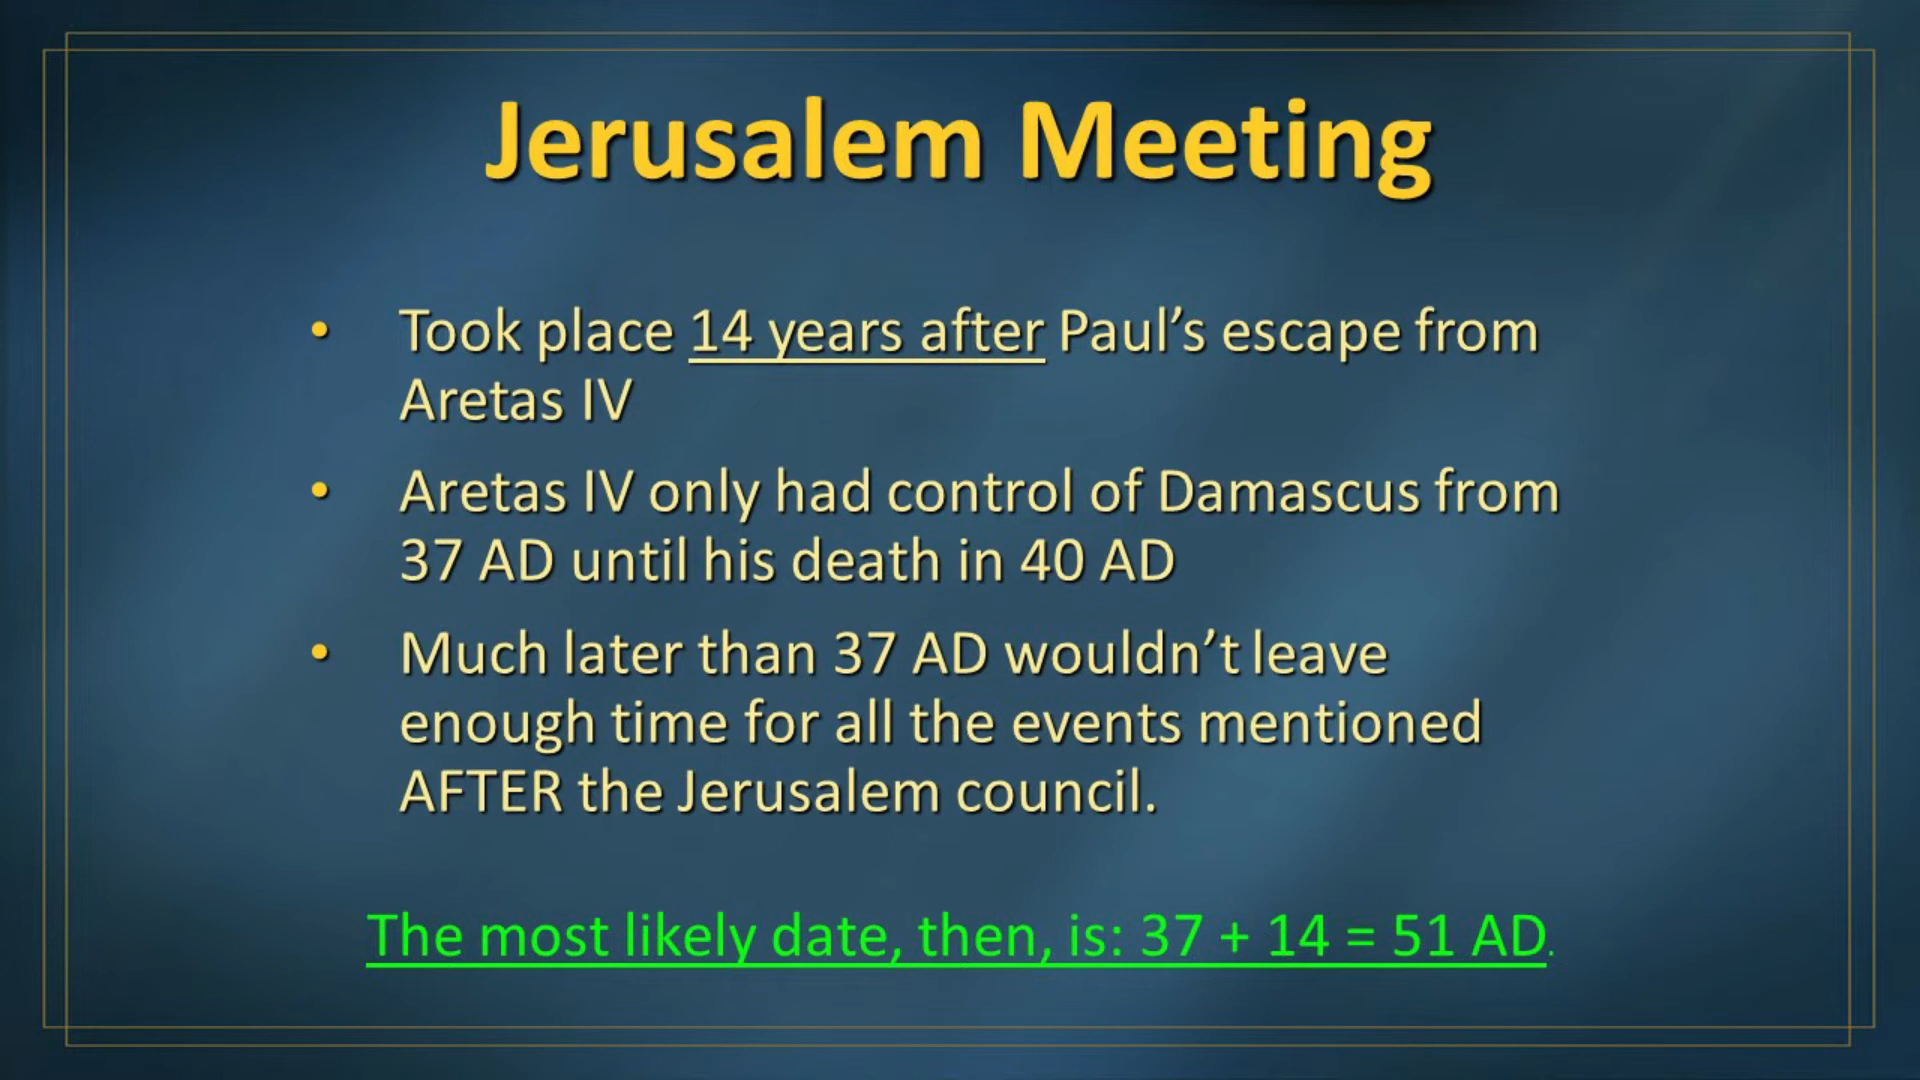 Jerusalem Meeting
• Took place 14 years after Paul’s escape from
Aretas IV
• Aretas IV only had control of Damascus from
37 AD until his death in 40 AD
• Much later than 37 AD wouldn’t leave
enough time for all the events mentioned
AFTER the Jerusalem council.
The most likely date, then, is: 37 + 14 = 51 AD.